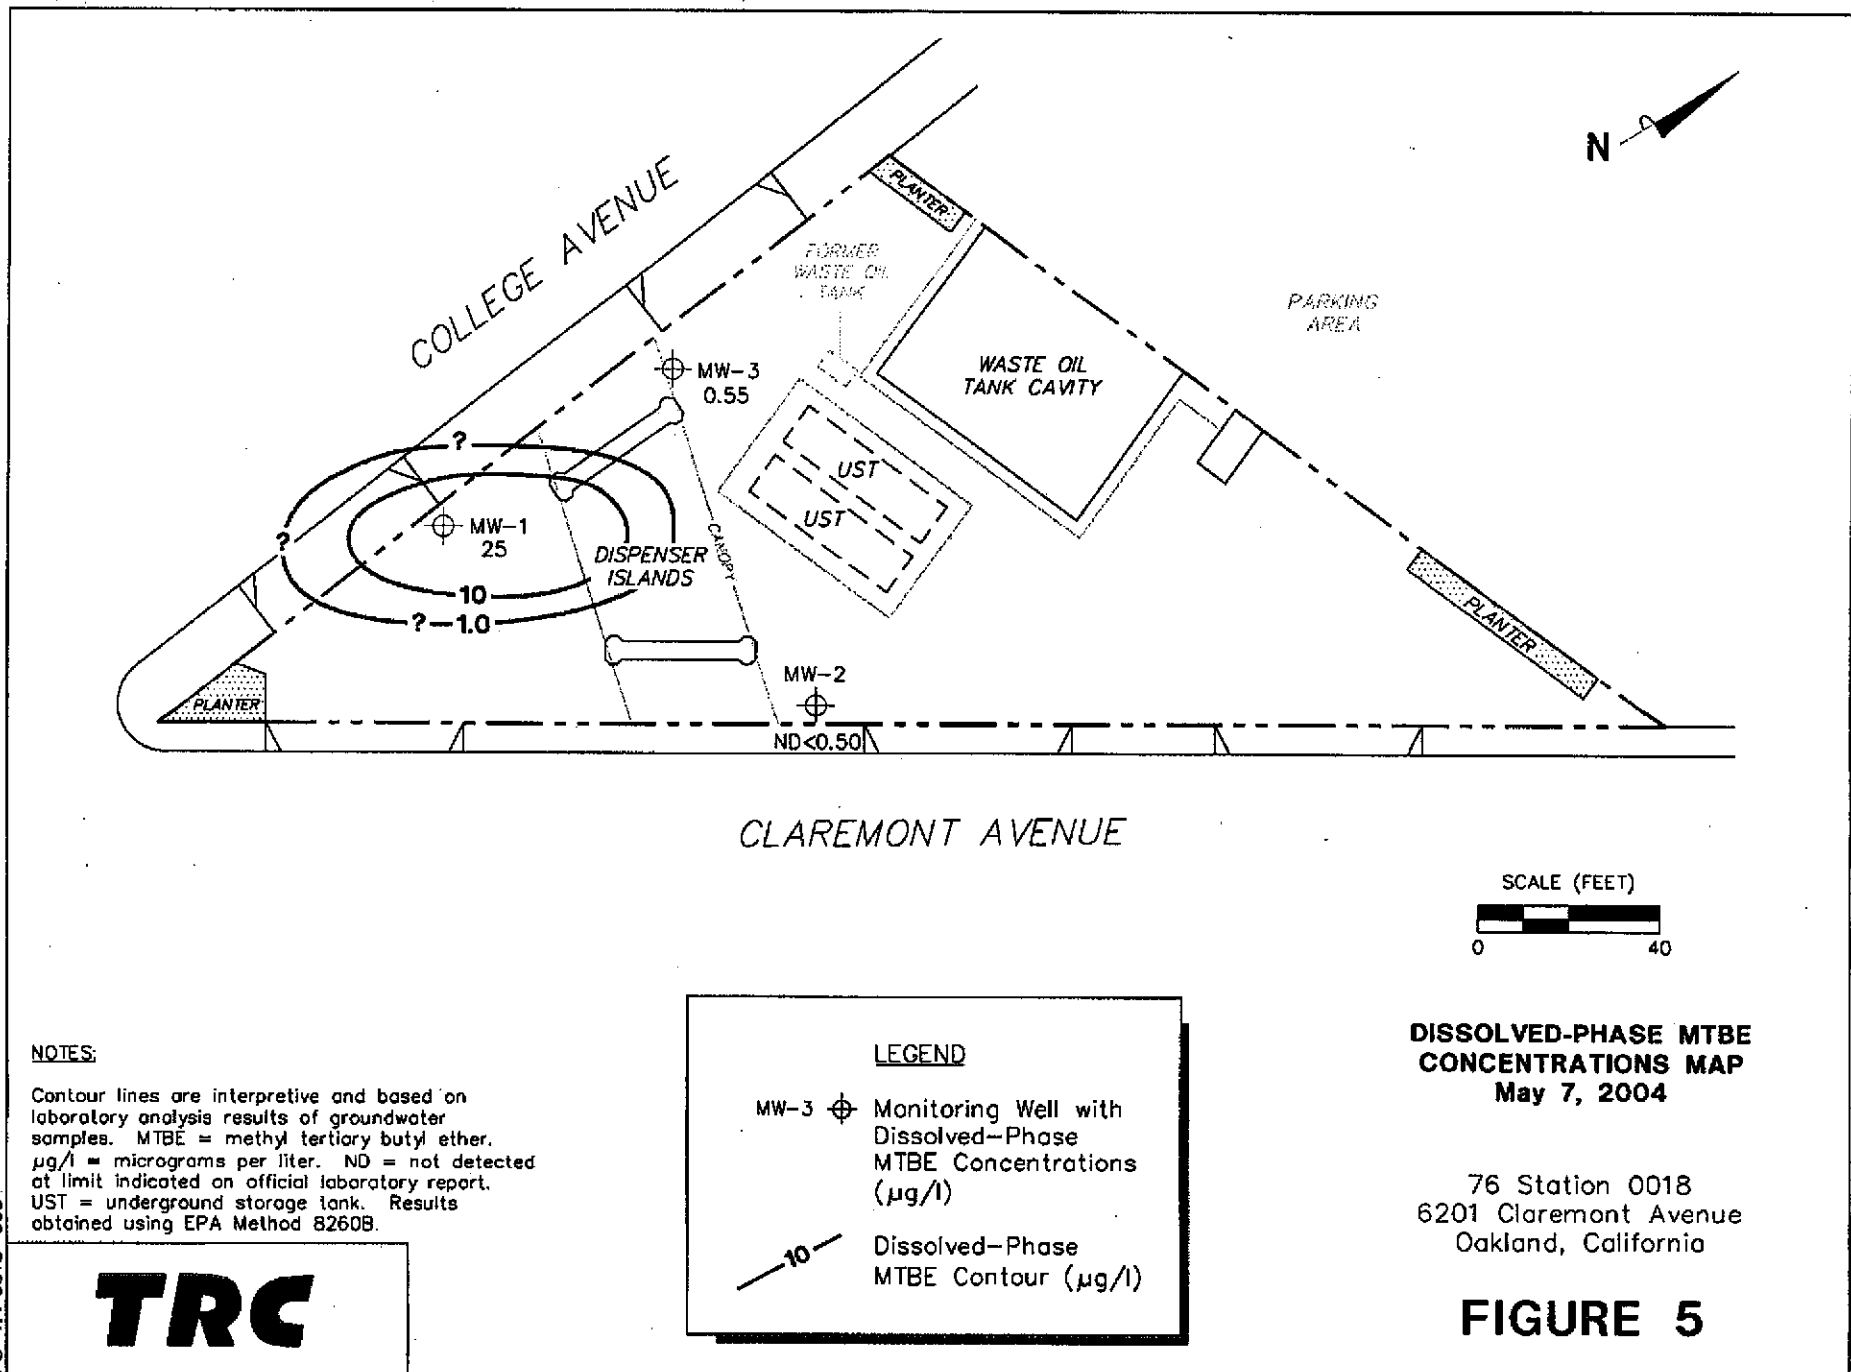 COLLEGE AVENUE
N
PLANTER
FORMER
WASTE OIL
TANK
PARKING
AREA
WASTE OIL
TANK CAVITY
MW-3
0.55
UST
UST
?
?
MW-1
25
DISPENSER
ISLANDS
CANOPY
10
?
1.0
PLANTER
PLANTER
MW-2
ND<0.50
CLAREMONT AVENUE
SCALE (FEET)
0 40
NOTES:
Contour lines are interpretive and based on
laboratory analysis results of groundwater
samples. MTBE = methyl tertiary butyl ether.
µg/l = micrograms per liter. ND = not detected
at limit indicated on official laboratory report.
UST = underground storage tank. Results
obtained using EPA Method 8260B.
TRC
LEGEND
MW-3
Monitoring Well with
Dissolved-Phase
MTBE Concentrations
(µg/l)
10
Dissolved-Phase
MTBE Contour (µg/l)
DISSOLVED-PHASE MTBE
CONCENTRATIONS MAP
May 7, 2004
76 Station 0018
6201 Claremont Avenue
Oakland, California
FIGURE 5